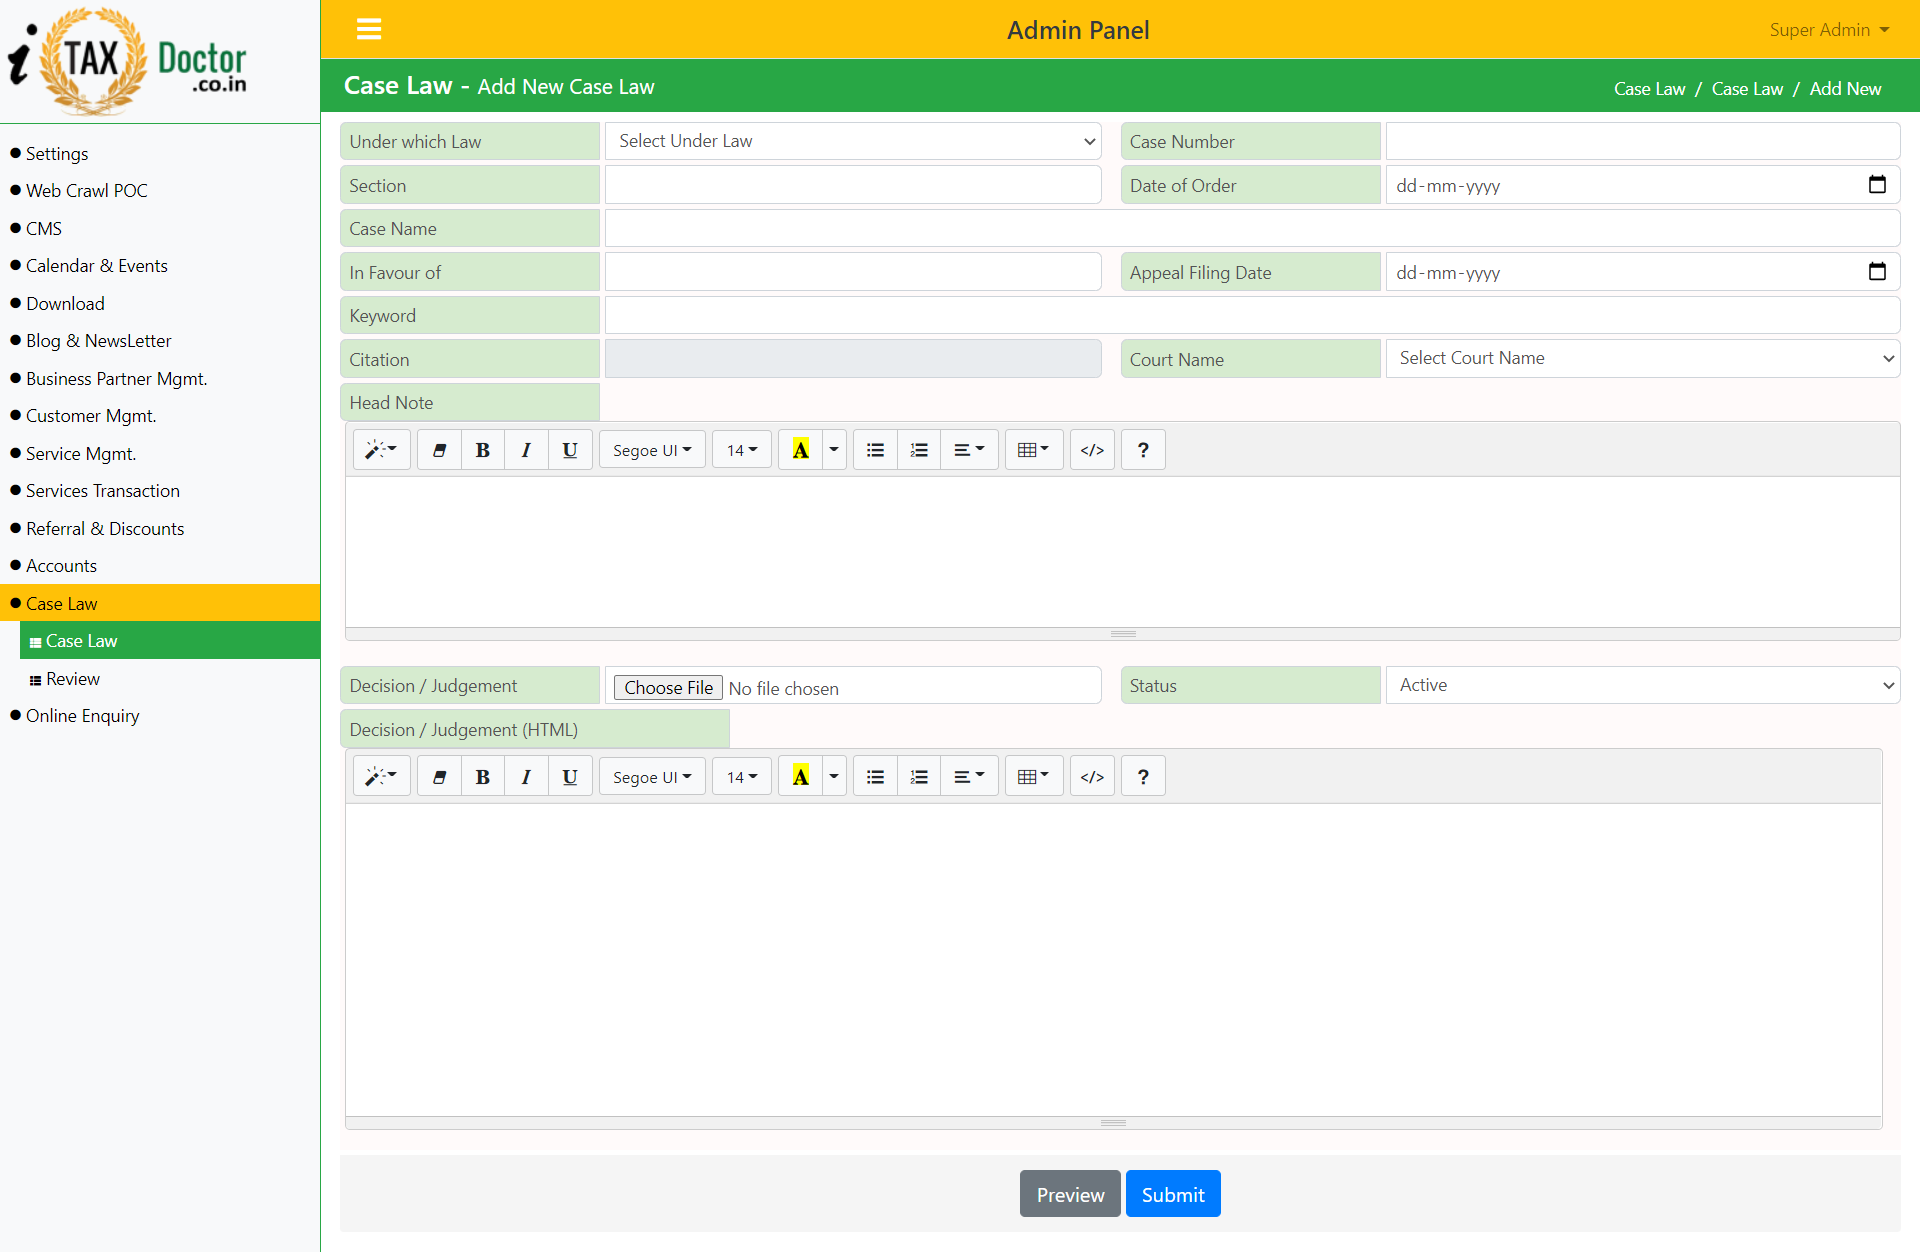 i TAX Doctor
.co.in
Admin Panel
Super Admin
Case Law - Add New Case Law
Case Law / Case Law / Add New
Settings
Web Crawl POC
CMS
Calendar & Events
Download
Blog & NewsLetter
Business Partner Mgmt.
Customer Mgmt.
Service Mgmt.
Services Transaction
Referral & Discounts
Accounts
Case Law
Case Law
Review
Online Enquiry
Under which Law Select Under Law Case Number
Section Date of Order dd-mm-yyyy
Case Name
In Favour of Appeal Filing Date dd-mm-yyyy
Keyword
Citation Court Name Select Court Name
Head Note
B I U Segoe UI 14 A </> ?
Decision / Judgement Choose File No file chosen Status Active
Decision / Judgement (HTML)
B I U Segoe UI 14 A </> ?
Preview Submit